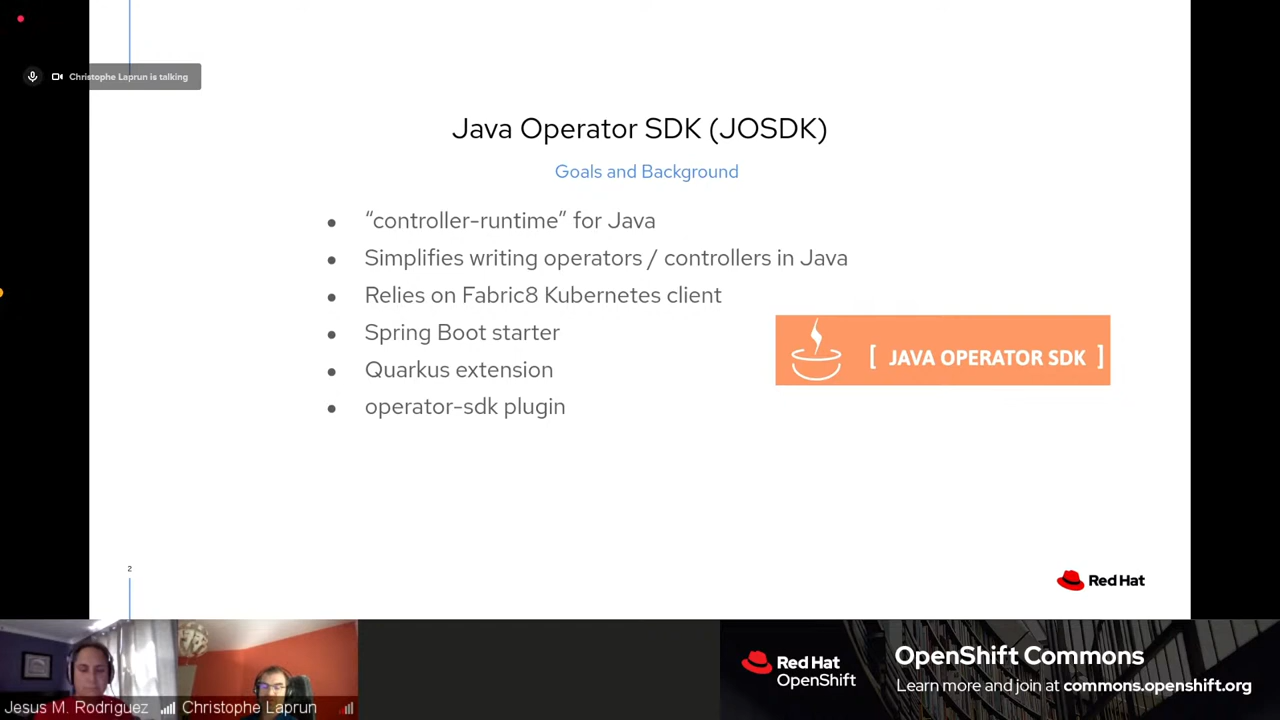 Christophe Laprun is talking
Java Operator SDK (JOSDK)
Goals and Background
● “controller-runtime” for Java
● Simplifies writing operators / controllers in Java
● Relies on Fabric8 Kubernetes client
● Spring Boot starter
● Quarkus extension
● operator-sdk plugin
[ JAVA OPERATOR SDK ]
2
Red Hat
Jesus M. Rodriguez
Christophe Laprun
Red Hat
OpenShift
OpenShift Commons
Learn more and join at commons.openshift.org